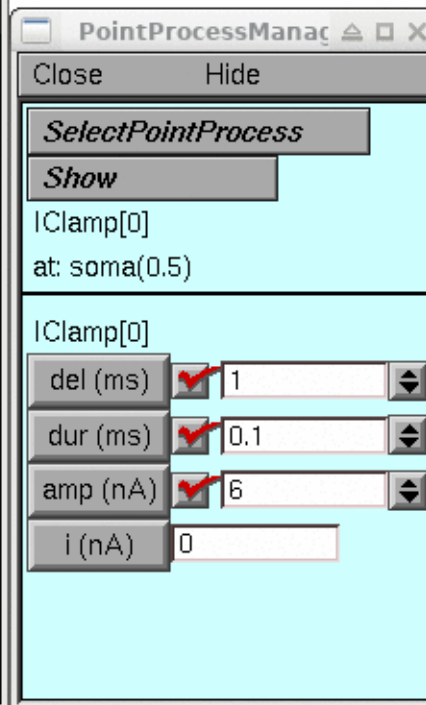 PointProcessManag
Close Hide
SelectPointProcess
Show
IClamp[0]
at: soma(0.5)
IClamp[0]
del (ms) 1
dur (ms) 0.1
amp (nA) 6
i (nA) 0